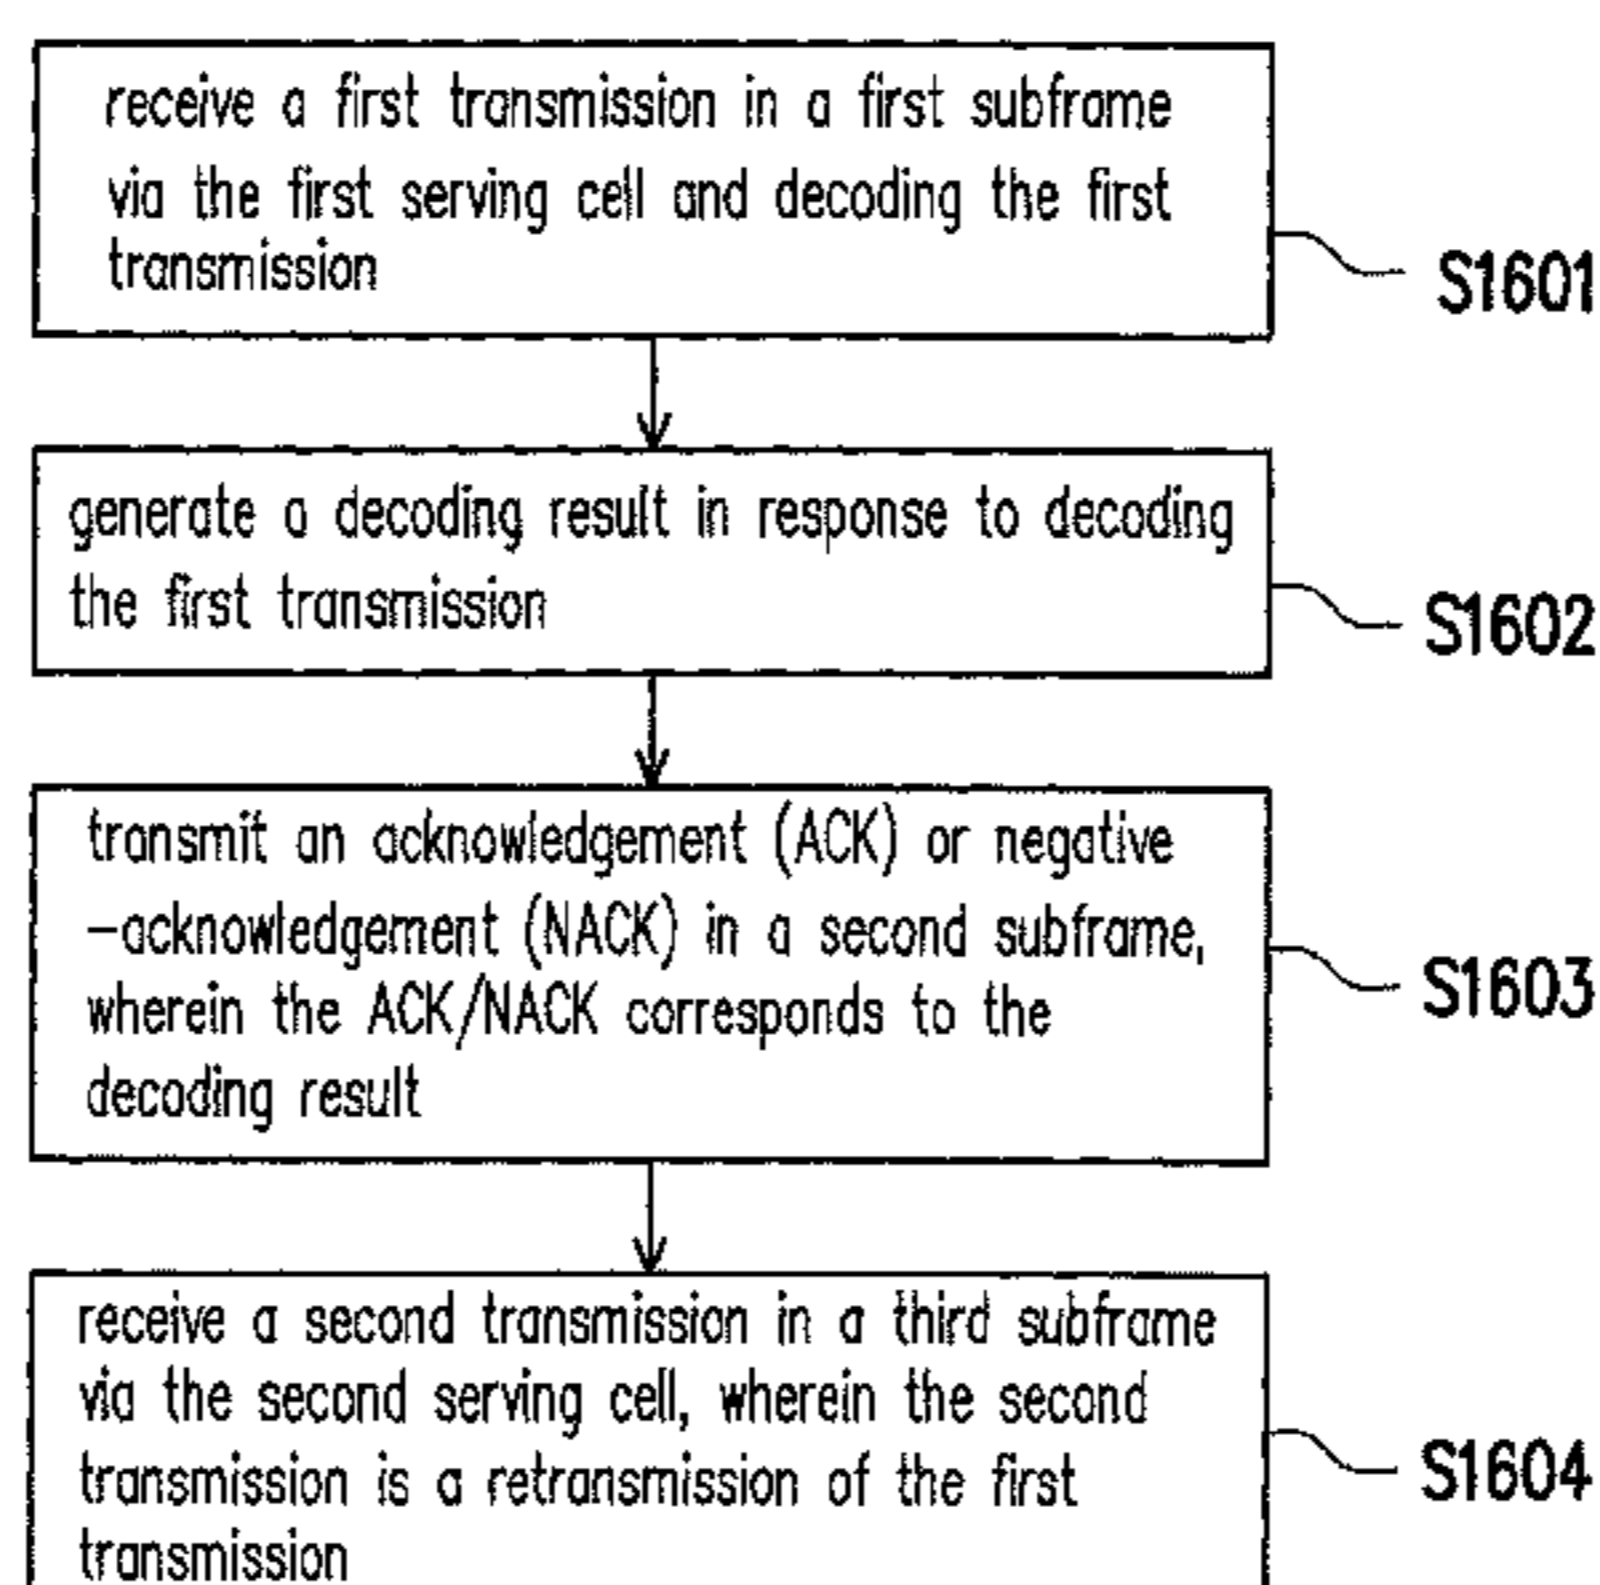 receive a first transmission in a first subframe
via the first serving cell and decoding the first
transmission
S1601
generate a decoding result in response to decoding
the first transmission
S1602
transmit an acknowledgement (ACK) or negative
-acknowledgement (NACK) in a second subframe,
wherein the ACK/NACK corresponds to the
decoding result
S1603
receive a second transmission in a third subframe
via the second serving cell, wherein the second
transmission is a retransmission of the first
transmission
S1604